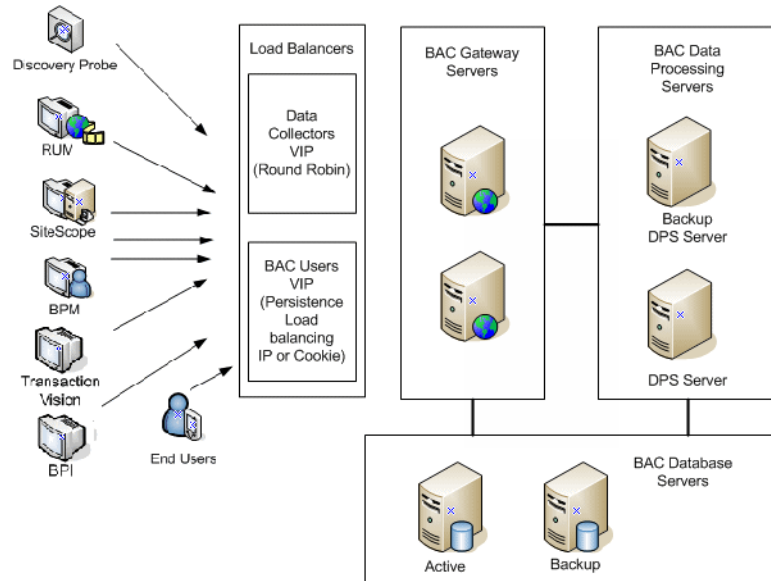 Discovery Probe
RUM
SiteScope
BPM
Transaction
Vision
BPI
End Users
Load Balancers
Data
Collectors
VIP
(Round Robin)
BAC Users
VIP
(Persistence
Load
balancing
IP or Cookie)
BAC Gateway
Servers
BAC Data
Processing
Servers
Backup
DPS Server
DPS Server
BAC Database
Servers
Active
Backup